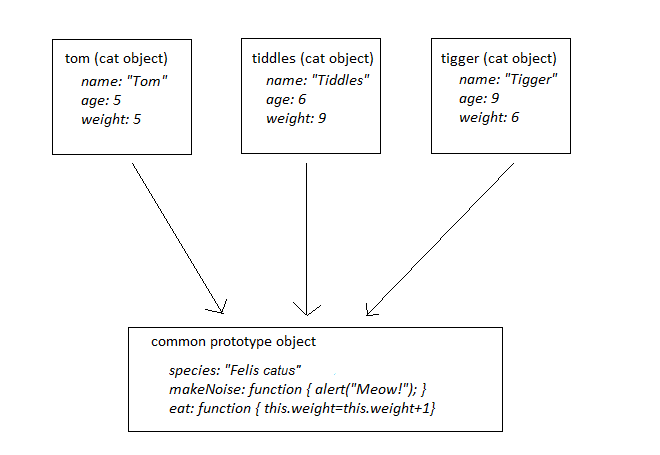 tom (cat object)
name: "Tom"
age: 5
weight: 5
tiddles (cat object)
name: "Tiddles"
age: 6
weight: 9
tigger (cat object)
name: "Tigger"
age: 9
weight: 6
common prototype object
species: "Felis catus"
makeNoise: function { alert("Meow!"); }
eat: function { this.weight=this.weight+1}